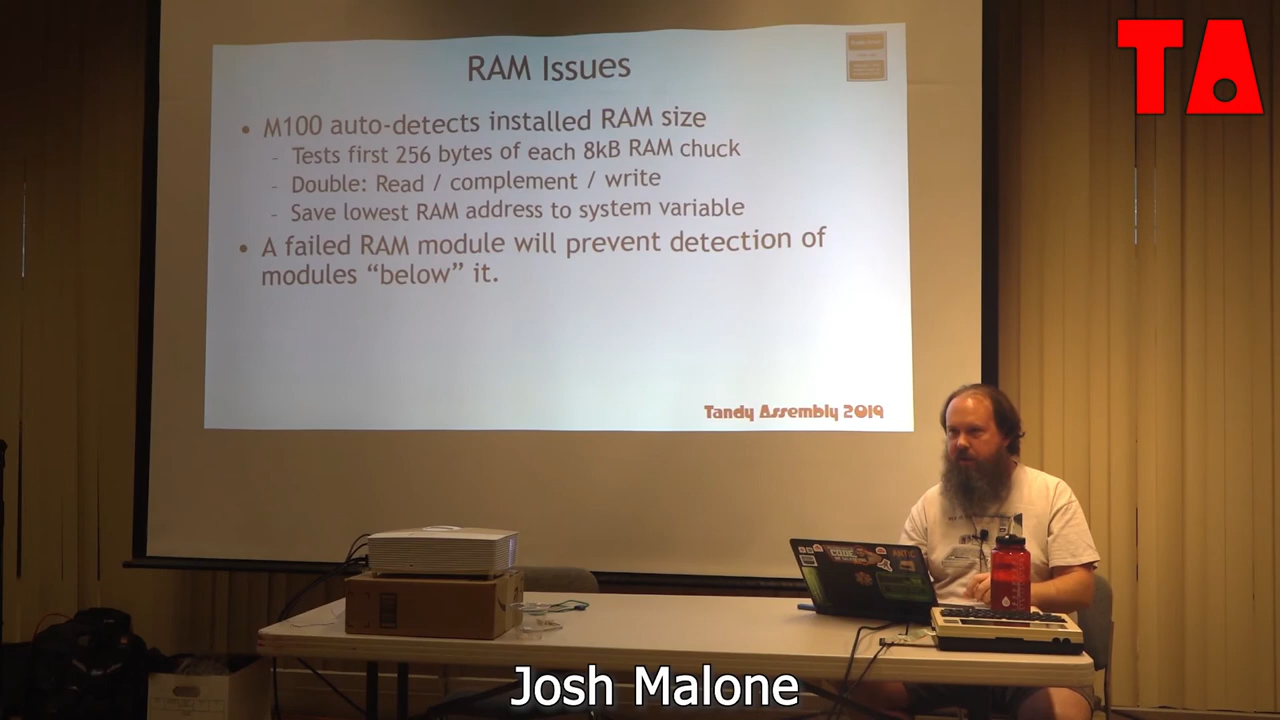 TA
RAM Issues
• M100 auto-detects installed RAM size
- Tests first 256 bytes of each 8kB RAM chuck
- Double: Read / complement / write
- Save lowest RAM address to system variable
• A failed RAM module will prevent detection of
modules “below” it.
Tandy Assembly 2019
CODE
ANTIC
Josh Malone